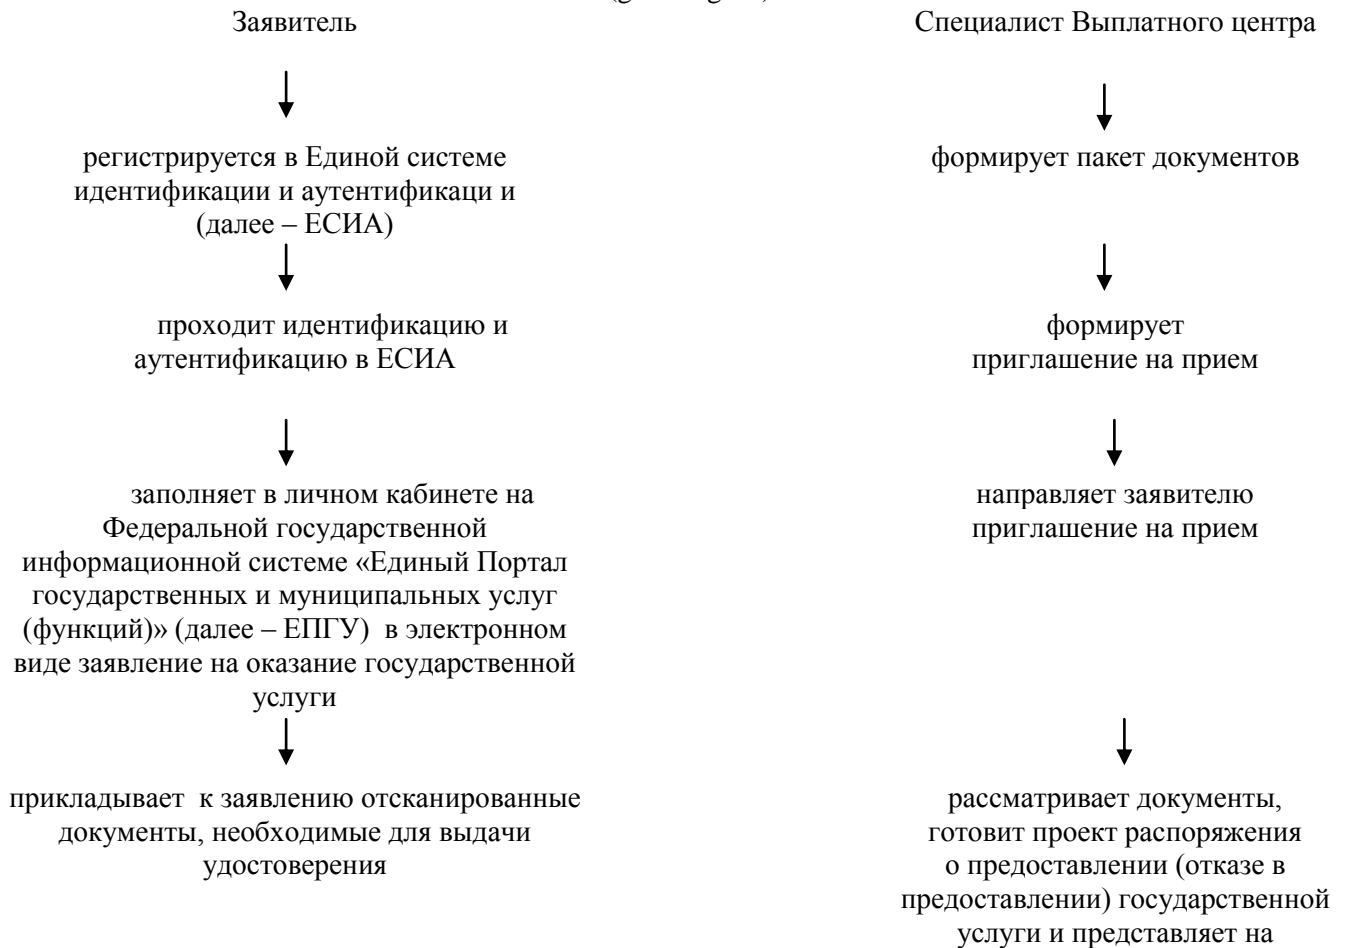 Заявитель
регистрируется в Единой системе
идентификации и аутентификаци и
(далее – ЕСИА)
проходит идентификацию и
аутентификацию в ЕСИА
заполняет в личном кабинете на
Федеральной государственной
информационной системе «Единый Портал
государственных и муниципальных услуг
(функций)» (далее – ЕПГУ) в электронном
виде заявление на оказание государственной
услуги
прикладывает к заявлению отсканированные
документы, необходимые для выдачи
удостоверения
Специалист Выплатного центра
формирует пакет документов
формирует
приглашение на прием
направляет заявителю
приглашение на прием
рассматривает документы,
готовит проект распоряжения
о предоставлении (отказе в
предоставлении) государственной
услуги и представляет на